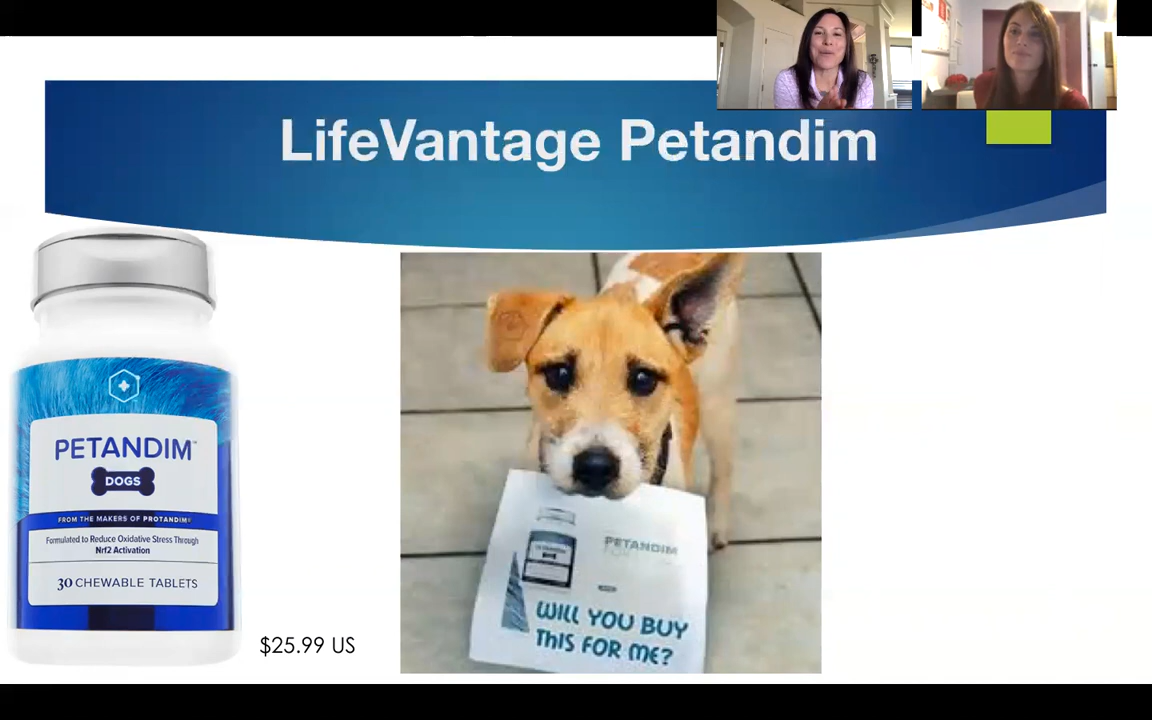 LifeVantage Petandim
PETANDIM™
DOGS
FROM THE MAKERS OF PROTANDIM®
Formulated to Reduce Oxidative Stress Through
Nrf2 Activation
30 CHEWABLE TABLETS
$25.99 US
PETANDIM
WILL YOU BUY
THIS FOR ME?